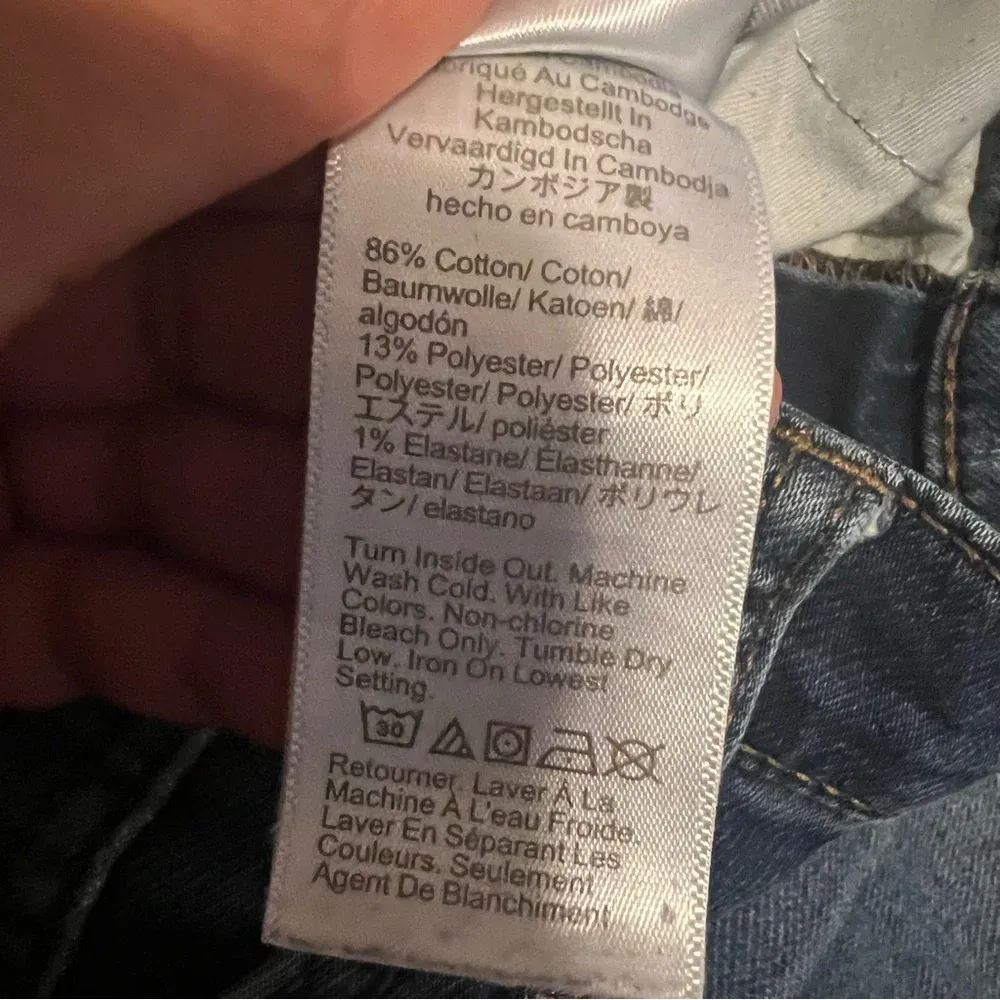 Au Cambodge
Hergestellt In
Kambodscha
Vervaardigd In Cambodja
カンボジア製
hecho en camboya
86% Cotton/ Coton/
Baumwolle/ Katoen/ 綿/
algodón
13% Polyester/ Polyester/
Polyester/ Polyester/ ポリ
エステル/ poliéster
1% Elastane/ Élasthanne/
Elastan/ Elastaan/ ポリウレ
タン/ elastano
Turn Inside Out. Machine
Wash Cold. With Like
Colors. Non-chlorine
Bleach Only. Tumble Dry
Low. Iron On Lowest
Setting.
30
Retourner. Laver À La
Machine À L'eau Froide.
Laver En Séparant Les
Couleurs. Seulement
Agent De Blanchiment